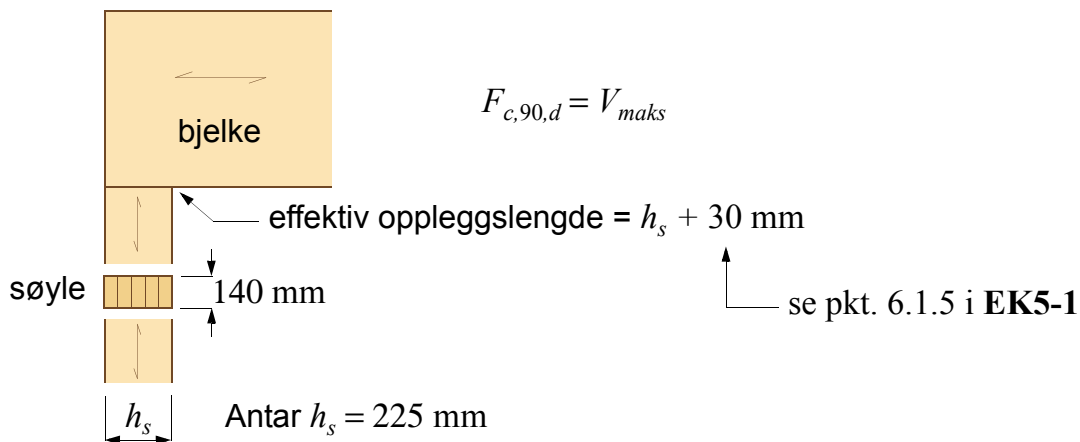 F_{c,90,d} = V_{maks}
bjelke
effektiv oppleggslengde = h_s + 30 mm
søyle
140 mm
se pkt. 6.1.5 i EK5-1
h_s
Antar h_s = 225 mm